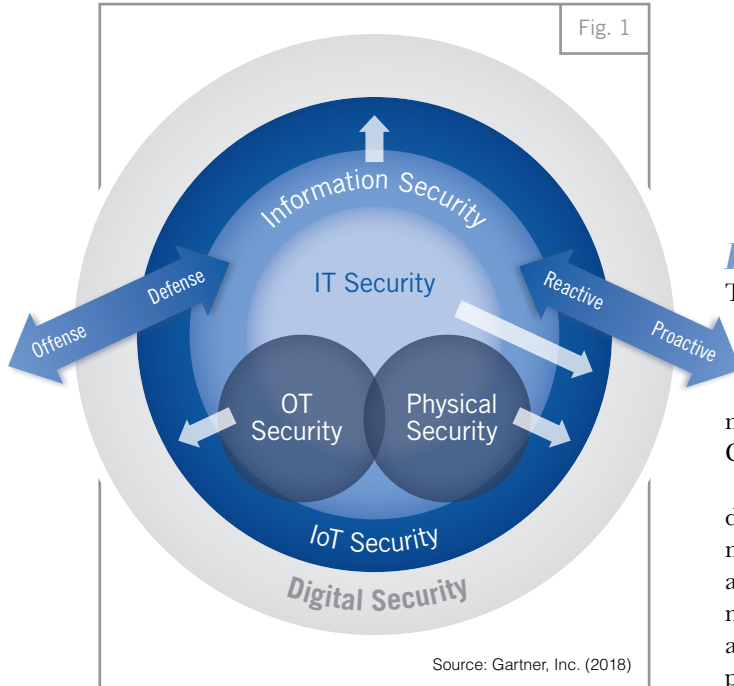 Fig. 1
Information Security
IT Security
Defense
Offense
Reactive
Proactive
OT
Security
Physical
Security
IoT Security
Digital Security
Source: Gartner, Inc. (2018)